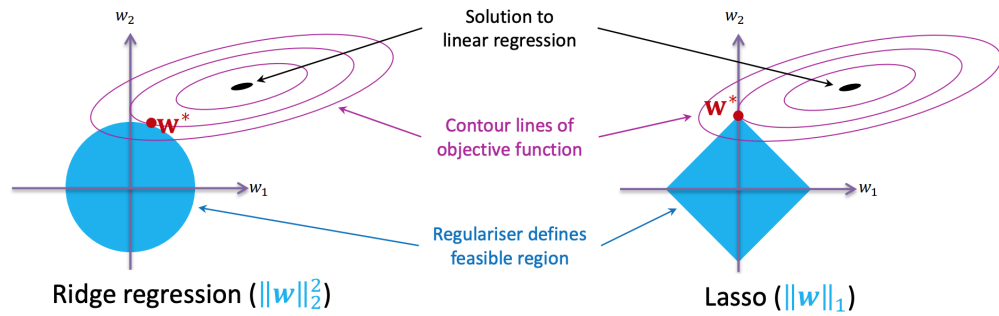 w₂
Solution to
linear regression
w₂
w*
w*
Contour lines of
objective function
w₁
w₁
Regulariser defines
feasible region
Ridge regression (‖w‖₂²)
Lasso (‖w‖₁)